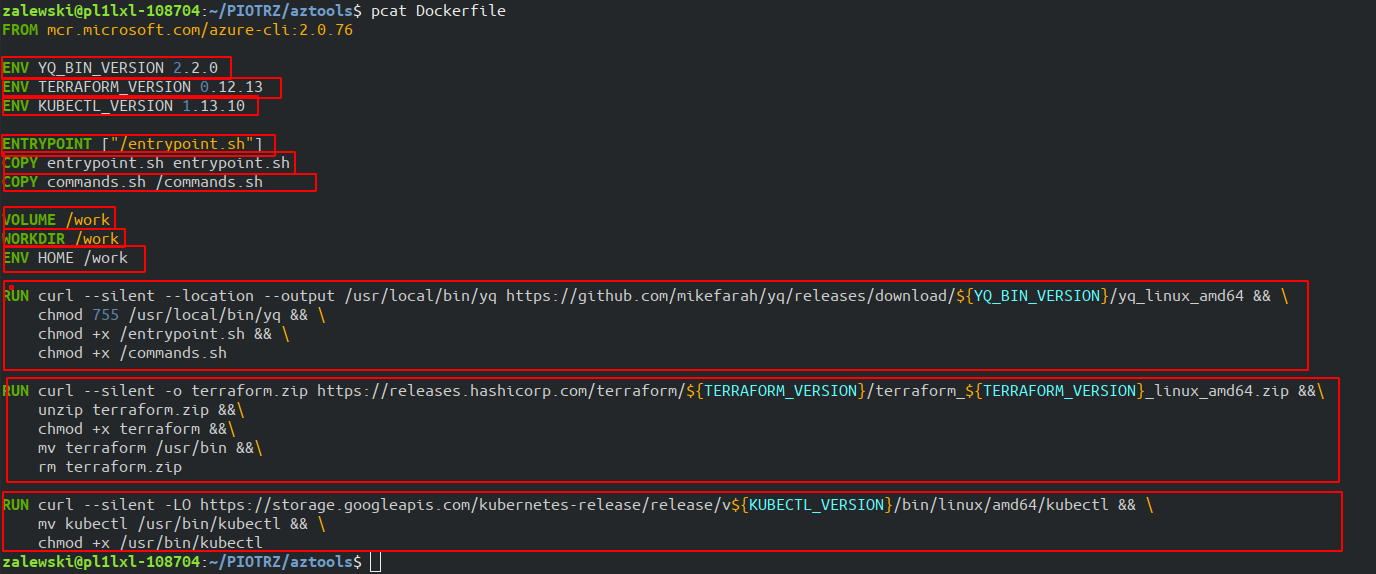 zalewski@pl1lxl-108704:~/PIOTRZ/aztools$ pcat Dockerfile
FROM mcr.microsoft.com/azure-cli:2.0.76
ENV YQ_BIN_VERSION 2.2.0
ENV TERRAFORM_VERSION 0.12.13
ENV KUBECTL_VERSION 1.13.10
ENTRYPOINT ["/entrypoint.sh"]
COPY entrypoint.sh entrypoint.sh
COPY commands.sh /commands.sh
VOLUME /work
WORKDIR /work
ENV HOME /work
RUN curl --silent --location --output /usr/local/bin/yq https://github.com/mikefarah/yq/releases/download/${YQ_BIN_VERSION}/yq_linux_amd64 && \
chmod 755 /usr/local/bin/yq && \
chmod +x /entrypoint.sh && \
chmod +x /commands.sh
RUN curl --silent -o terraform.zip https://releases.hashicorp.com/terraform/${TERRAFORM_VERSION}/terraform_${TERRAFORM_VERSION}_linux_amd64.zip &&\
unzip terraform.zip &&\
chmod +x terraform &&\
mv terraform /usr/bin &&\
rm terraform.zip
RUN curl --silent -LO https://storage.googleapis.com/kubernetes-release/release/v${KUBECTL_VERSION}/bin/linux/amd64/kubectl && \
mv kubectl /usr/bin/kubectl && \
chmod +x /usr/bin/kubectl
zalewski@pl1lxl-108704:~/PIOTRZ/aztools$